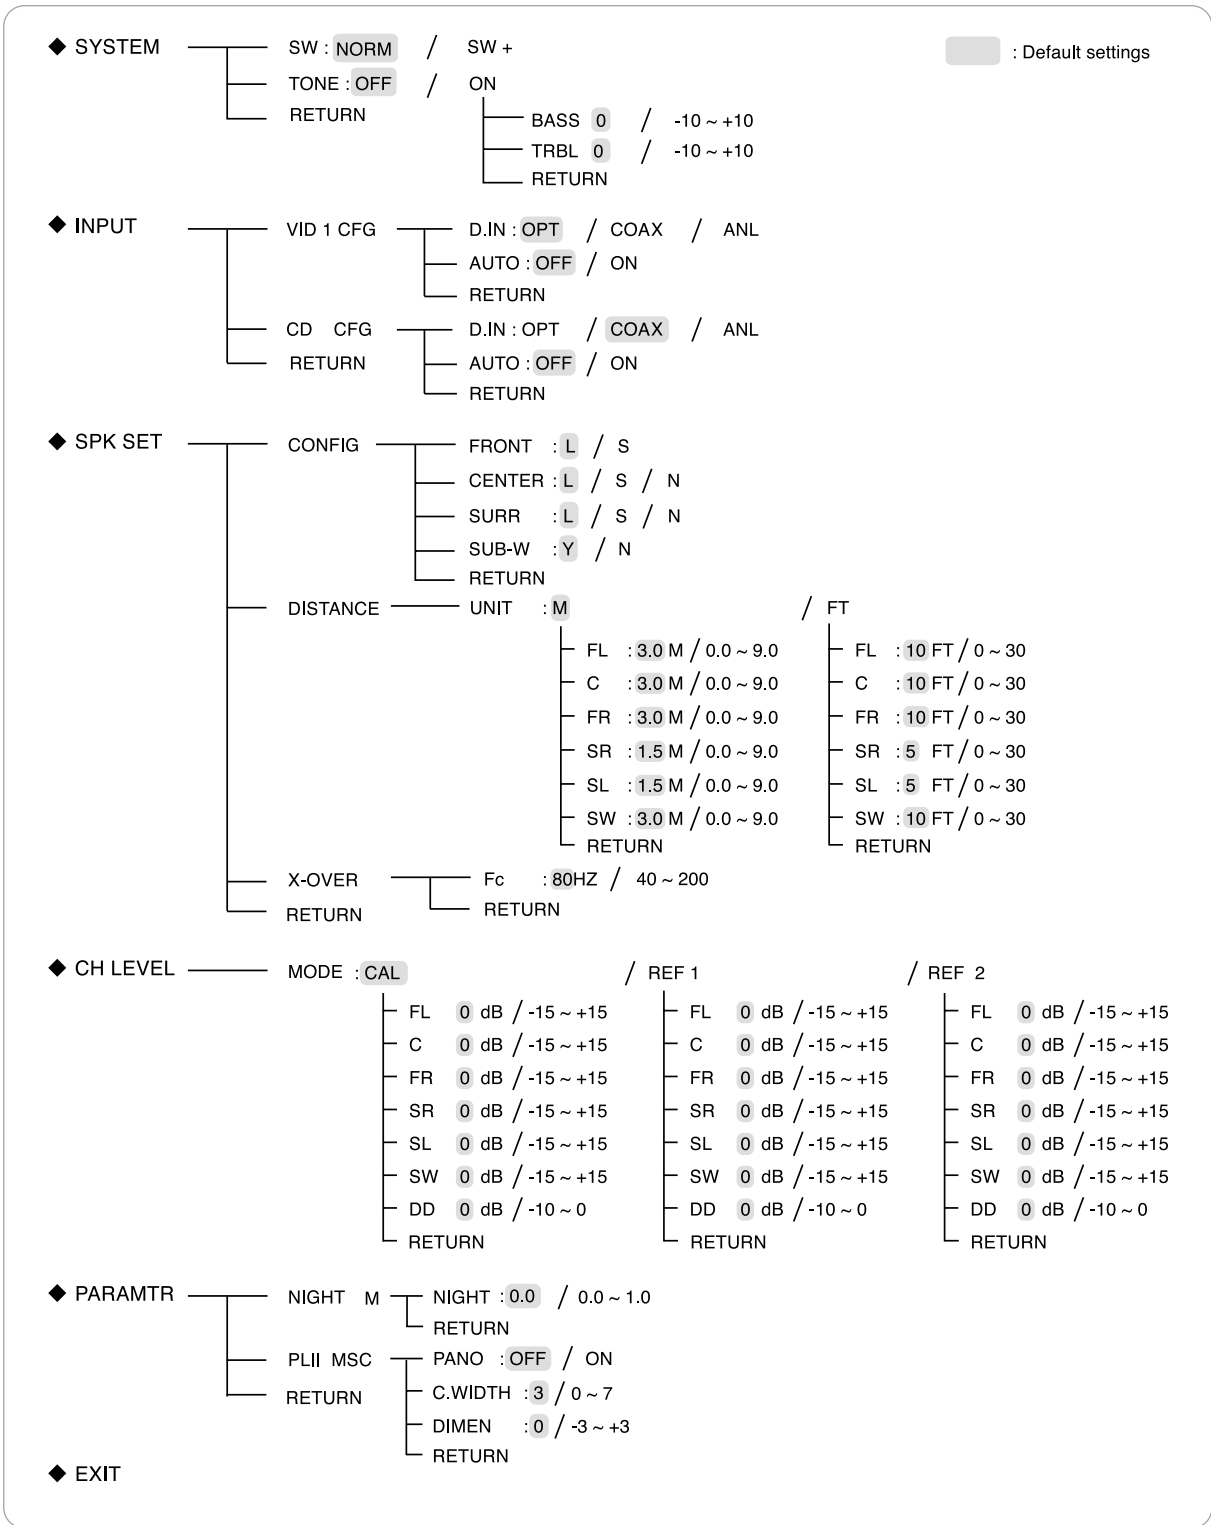 ◆ SYSTEM SW : NORM / SW + : Default settings
TONE : OFF / ON
RETURN
BASS 0 / -10 ~ +10
TRBL 0 / -10 ~ +10
RETURN
◆ INPUT VID 1 CFG D.IN : OPT / COAX / ANL
AUTO : OFF / ON
RETURN
CD CFG D.IN : OPT / COAX / ANL
RETURN AUTO : OFF / ON
RETURN
◆ SPK SET CONFIG FRONT : L / S
CENTER : L / S / N
SURR : L / S / N
SUB-W : Y / N
RETURN
DISTANCE UNIT : M / FT
FL : 3.0 M / 0.0 ~ 9.0 FL : 10 FT / 0 ~ 30
C : 3.0 M / 0.0 ~ 9.0 C : 10 FT / 0 ~ 30
FR : 3.0 M / 0.0 ~ 9.0 FR : 10 FT / 0 ~ 30
SR : 1.5 M / 0.0 ~ 9.0 SR : 5 FT / 0 ~ 30
SL : 1.5 M / 0.0 ~ 9.0 SL : 5 FT / 0 ~ 30
SW : 3.0 M / 0.0 ~ 9.0 SW : 10 FT / 0 ~ 30
RETURN RETURN
X-OVER Fc : 80HZ / 40 ~ 200
RETURN RETURN
◆ CH LEVEL MODE : CAL / REF 1 / REF 2
FL 0 dB / -15 ~ +15 FL 0 dB / -15 ~ +15 FL 0 dB / -15 ~ +15
C 0 dB / -15 ~ +15 C 0 dB / -15 ~ +15 C 0 dB / -15 ~ +15
FR 0 dB / -15 ~ +15 FR 0 dB / -15 ~ +15 FR 0 dB / -15 ~ +15
SR 0 dB / -15 ~ +15 SR 0 dB / -15 ~ +15 SR 0 dB / -15 ~ +15
SL 0 dB / -15 ~ +15 SL 0 dB / -15 ~ +15 SL 0 dB / -15 ~ +15
SW 0 dB / -15 ~ +15 SW 0 dB / -15 ~ +15 SW 0 dB / -15 ~ +15
DD 0 dB / -10 ~ 0 DD 0 dB / -10 ~ 0 DD 0 dB / -10 ~ 0
RETURN RETURN RETURN
◆ PARAMTR NIGHT M NIGHT : 0.0 / 0.0 ~ 1.0
RETURN
PLII MSC PANO : OFF / ON
RETURN C.WIDTH : 3 / 0 ~ 7
DIMEN : 0 / -3 ~ +3
RETURN
◆ EXIT